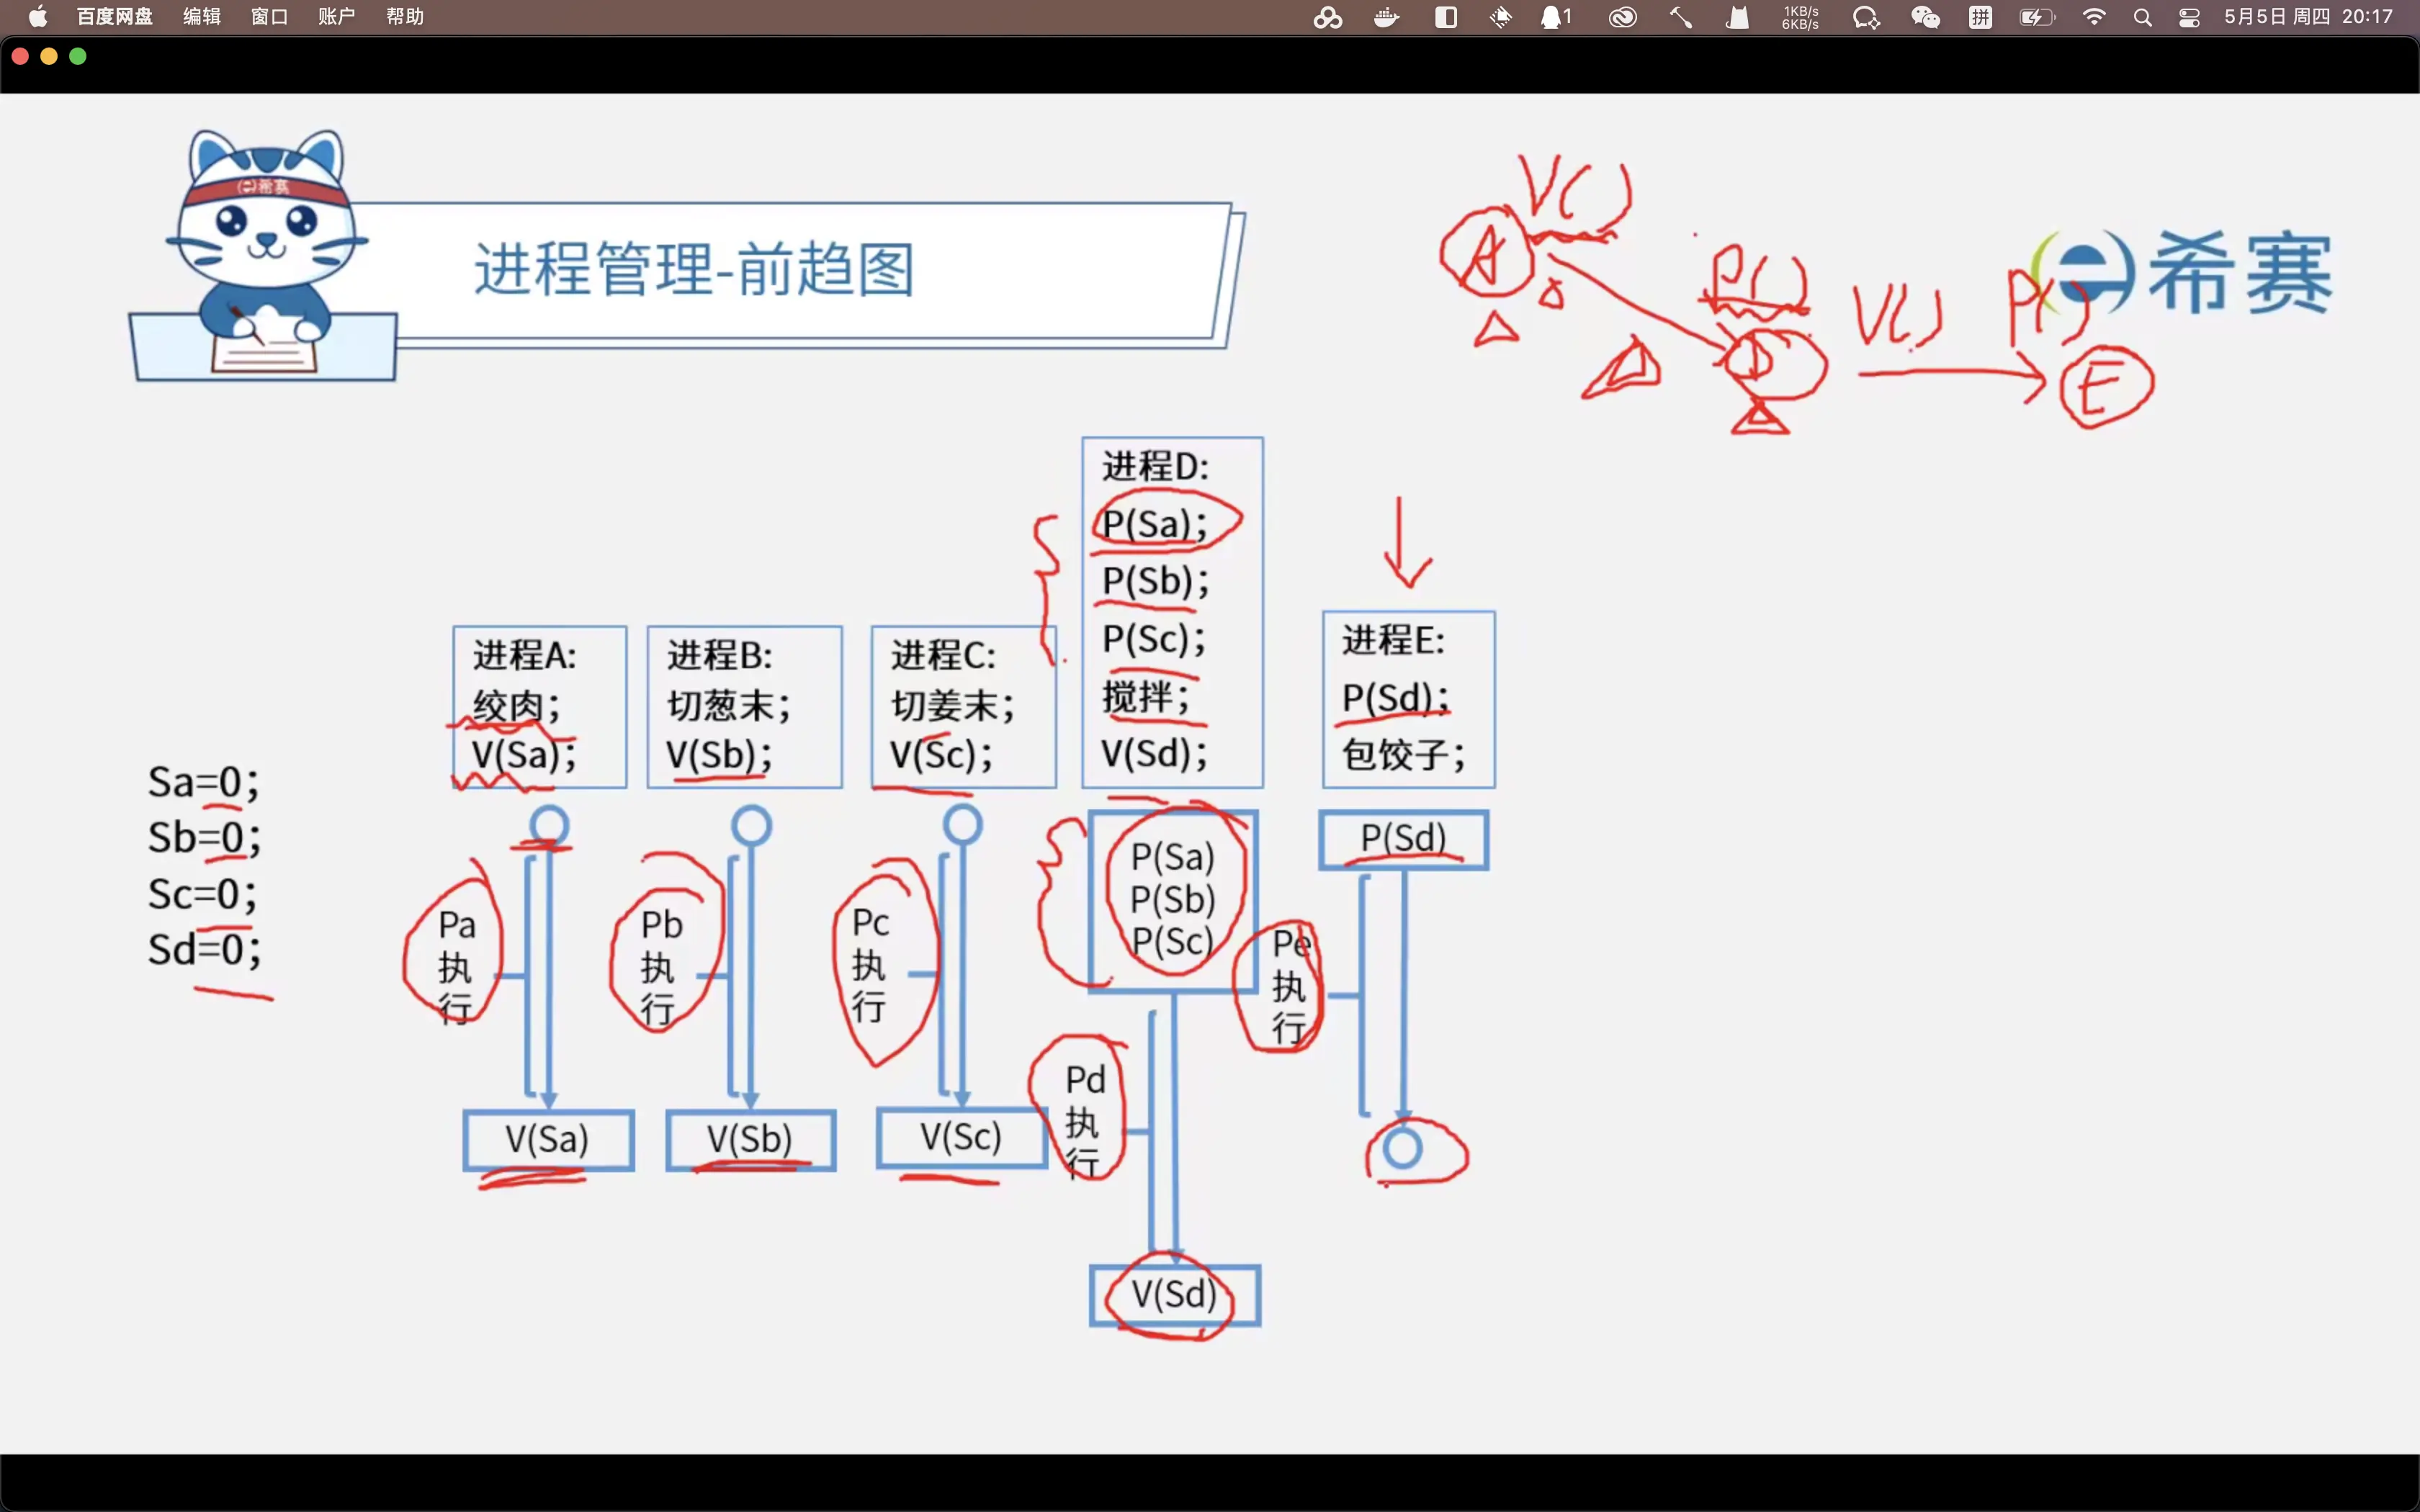 百度网盘 编辑 窗口 账户 帮助
1 1KB/s 6KB/s 拼 5月5日 周四 20:17
希赛
进程管理-前趋图
希赛
A V( )
P( )
D
V( )
P( )
E
进程D:
P(Sa);
P(Sb);
P(Sc);
搅拌;
V(Sd);
进程A:
绞肉;
V(Sa);
进程B:
切葱末;
V(Sb);
进程C:
切姜末;
V(Sc);
进程E:
P(Sd);
包饺子;
Sa=0;
Sb=0;
Sc=0;
Sd=0;
Pa
执
行
V(Sa)
Pb
执
行
V(Sb)
Pc
执
行
V(Sc)
P(Sa)
P(Sb)
P(Sc)
Pd
执
行
V(Sd)
P(Sd)
Pe
执
行